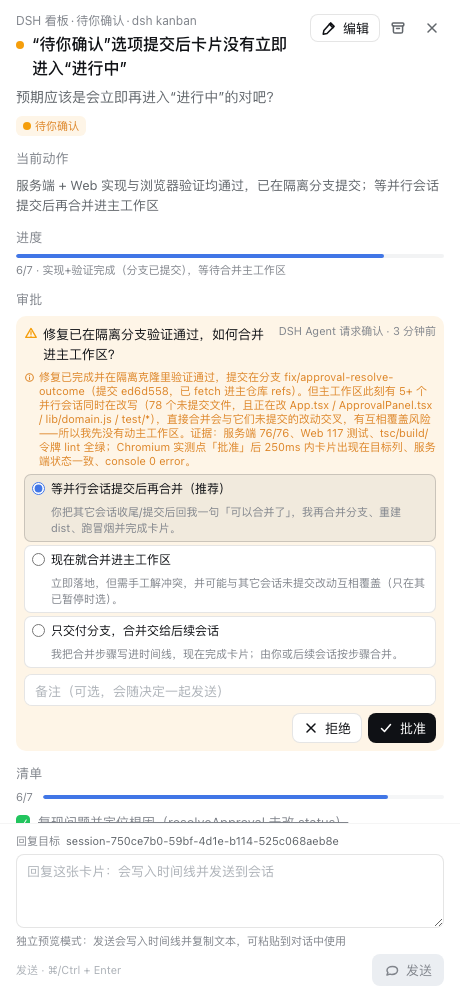 DSH 看板 · 待你确认 · dsh kanban
编辑
“待你确认”选项提交后卡片没有立即
进入“进行中”
预期应该是会立即再进入“进行中”的对吧？
待你确认
当前动作
服务端 + Web 实现与浏览器验证均通过，已在隔离分支提交；等并行会话
提交后再合并进主工作区
进度
6/7 · 实现+验证完成（分支已提交），等待合并主工作区
审批
修复已在隔离分支验证通过，如何合并
进主工作区？
DSH Agent 请求确认 · 3 分钟前
修复已完成并在隔离克隆里验证通过，提交在分支 fix/approval-resolve-
outcome（提交 ed6d558，已 fetch 进主仓库 refs）。但主工作区此刻有 5+ 个
并行会话同时在改写（78 个未提交文件，且正在改 App.tsx / ApprovalPanel.tsx
/ lib/domain.js / test/*），直接合并会与它们未提交的改动交叉，有互相覆盖风险
——所以我先没有动主工作区。证据：服务端 76/76、Web 117 测试、tsc/build/
令牌 lint 全绿；Chromium 实测点「批准」后 250ms 内卡片出现在目标列、服务
端状态一致、console 0 error。
等并行会话提交后再合并（推荐）
你把其它会话收尾/提交后回我一句「可以合并了」，我再合并分支、重建
dist、跑冒烟并完成卡片。
现在就合并进主工作区
立即落地，但需手工解冲突，并可能与其它会话未提交改动互相覆盖（只在其
已暂停时选）。
只交付分支，合并交给后续会话
我把合并步骤写进时间线，现在完成卡片；由你或后续会话按步骤合并。
备注（可选，会随决定一起发送）
拒绝
批准
清单
6/7
复现问题并定位根因（resolveApproval 未改 status）
回复目标 session-750ce7b0-59bf-4d1e-b114-525c068aeb8e
回复这张卡片：会写入时间线并发送到会话
独立预览模式：发送会写入时间线并复制文本，可粘贴到对话中使用
发送 · ⌘/Ctrl + Enter
发送